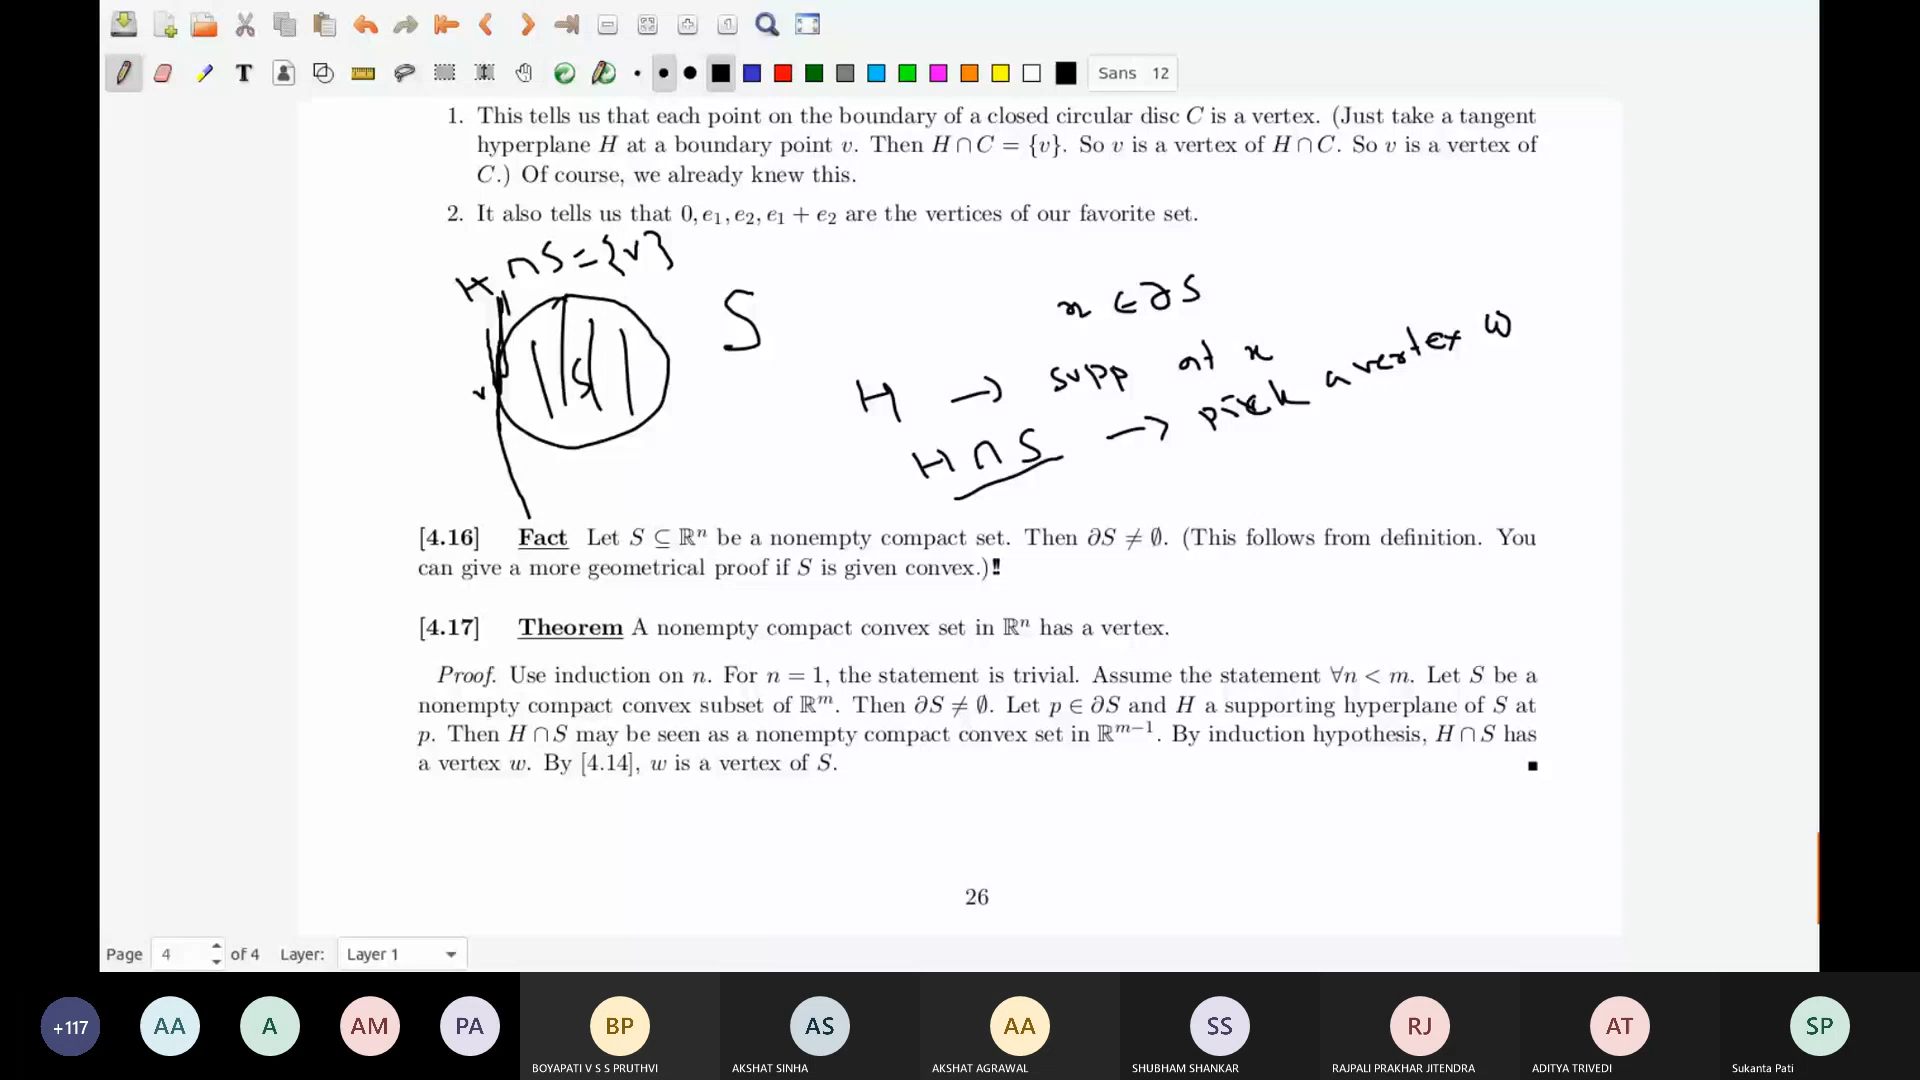 Sans 12
1. This tells us that each point on the boundary of a closed circular disc C is a vertex. (Just take a tangent
hyperplane H at a boundary point v. Then H ∩ C = {v}. So v is a vertex of H ∩ C. So v is a vertex of
C.) Of course, we already knew this.
2. It also tells us that 0, e₁, e₂, e₁ + e₂ are the vertices of our favorite set.
H ∩ S = {v}
S
v
S
x ∈ ∂S
H → supp at x
H ∩ S → pick a vertex w
[4.16] Fact Let S ⊆ ℝⁿ be a nonempty compact set. Then ∂S ≠ ∅. (This follows from definition. You
can give a more geometrical proof if S is given convex.)!!
[4.17] Theorem A nonempty compact convex set in ℝⁿ has a vertex.
Proof. Use induction on n. For n = 1, the statement is trivial. Assume the statement ∀n < m. Let S be a
nonempty compact convex subset of ℝᵐ. Then ∂S ≠ ∅. Let p ∈ ∂S and H a supporting hyperplane of S at
p. Then H ∩ S may be seen as a nonempty compact convex set in ℝᵐ⁻¹. By induction hypothesis, H ∩ S has
a vertex w. By [4.14], w is a vertex of S. ■
26
Page 4 of 4 Layer: Layer 1
+117 AA A AM PA BP AS AA SS RJ AT SP
BOYAPATI V S S PRUTHVI AKSHAT SINHA AKSHAT AGRAWAL SHUBHAM SHANKAR RAJPALI PRAKHAR JITENDRA ADITYA TRIVEDI Sukanta Pati